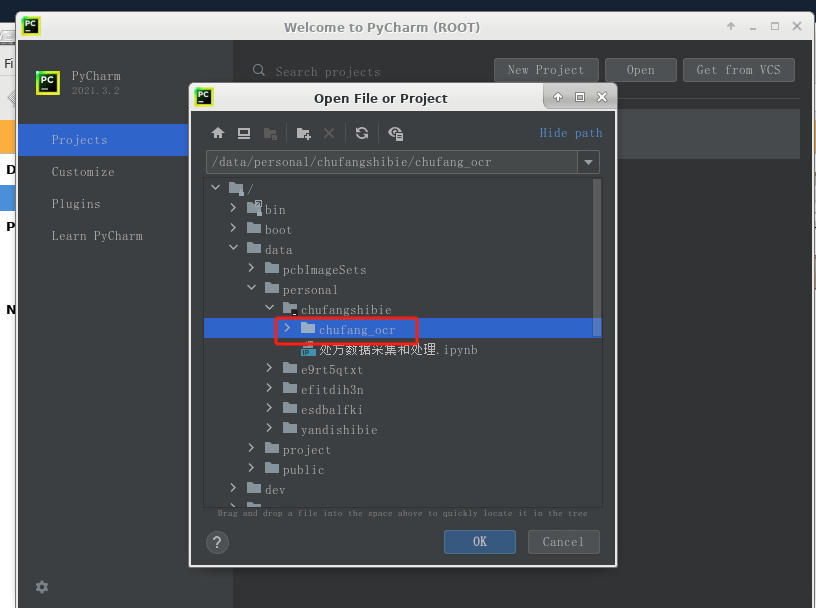 Welcome to PyCharm (ROOT)
Fi
PyCharm
2021.3.2
Search projects
New Project
Open
Get from VCS
Projects
Customize
Plugins
Learn PyCharm
D
P
N
Open File or Project
Hide path
/data/personal/chufangshibie/chufang_ocr
/
bin
boot
data
pcbImageSets
personal
chufangshibie
chufang_ocr
处方数据采集和处理.ipynb
e9rt5qtxt
efitdih3n
esdbalfki
yandishibie
project
public
dev
Drag and drop a file into the space above to quickly locate it in the tree
?
OK
Cancel